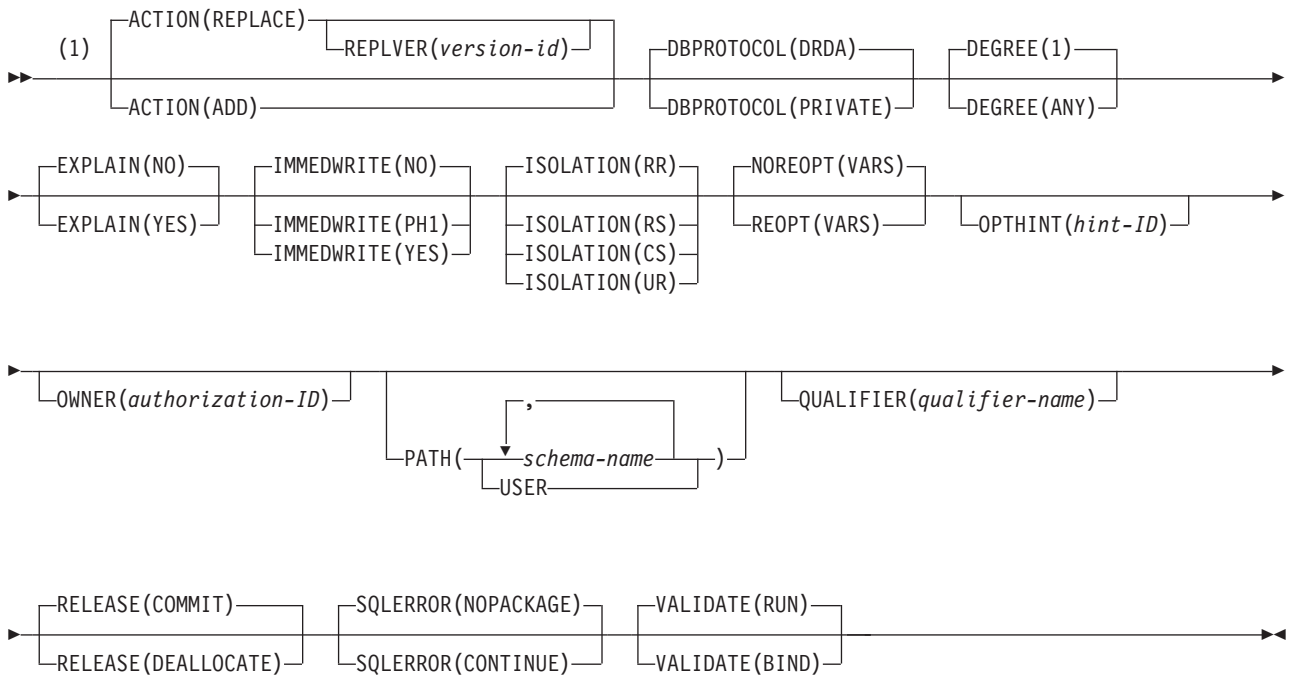 ACTION(REPLACE)
(1) REPLVER(version-id) DBPROTOCOL(DRDA) DEGREE(1)
ACTION(ADD) DBPROTOCOL(PRIVATE) DEGREE(ANY)
EXPLAIN(NO) IMMEDWRITE(NO) ISOLATION(RR) NOREOPT(VARS)
EXPLAIN(YES) IMMEDWRITE(PH1) ISOLATION(RS) REOPT(VARS) OPTHINT(hint-ID)
IMMEDWRITE(YES) ISOLATION(CS)
ISOLATION(UR)
OWNER(authorization-ID) QUALIFIER(qualifier-name)
,
PATH( schema-name )
USER
RELEASE(COMMIT) SQLERROR(NOPACKAGE) VALIDATE(RUN)
RELEASE(DEALLOCATE) SQLERROR(CONTINUE) VALIDATE(BIND)